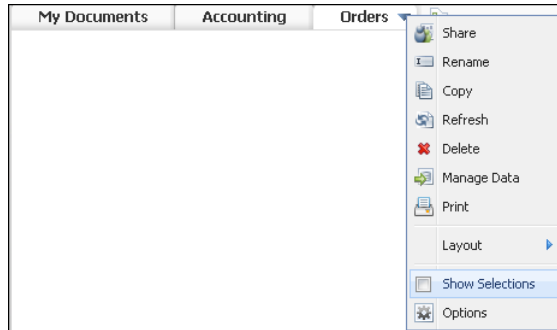 My Documents Accounting Orders
Share
Rename
Copy
Refresh
Delete
Manage Data
Print
Layout
Show Selections
Options